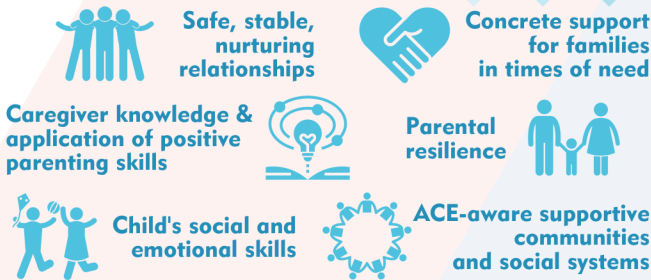 Safe, stable,
nurturing
relationships
Concrete support
for families
in times of need
Caregiver knowledge &
application of positive
parenting skills
Parental
resilience
Child's social and
emotional skills
ACE-aware supportive
communities
and social systems